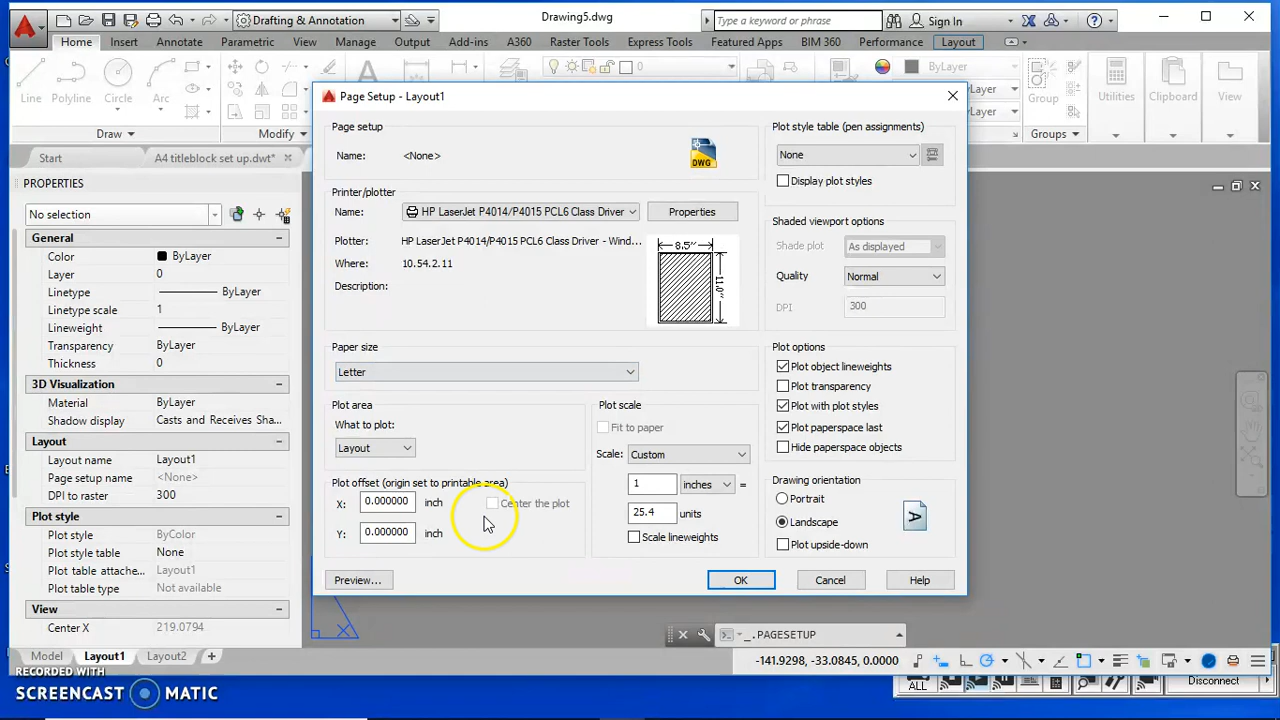 Drafting & Annotation
Drawing5.dwg
Type a keyword or phrase
Sign In
Home Insert Annotate Parametric View Manage Output Add-ins A360 Raster Tools Express Tools Featured Apps BIM 360 Performance Layout
Line Polyline Circle Arc
0
ByLayer
ByLayer
ByLayer
Group
Utilities Clipboard View
Draw Modify Groups
Start A4 titleblock set up.dwt*
PROPERTIES
No selection
General
Color ByLayer
Layer 0
Linetype ByLayer
Linetype scale 1
Lineweight ByLayer
Transparency ByLayer
Thickness 0
3D Visualization
Material ByLayer
Shadow display Casts and Receives Sha...
Layout
Layout name Layout1
Page setup name <None>
DPI to raster 300
Plot style
Plot style ByColor
Plot style table None
Plot table attache... Layout1
Plot table type Not available
View
Center X 219.0794
Page Setup - Layout1
Page setup
Name: <None>
DWG
Printer/plotter
Name: HP LaserJet P4014/P4015 PCL6 Class Driver Properties
Plotter: HP LaserJet P4014/P4015 PCL6 Class Driver - Wind...
Where: 10.54.2.11
Description:
8.5''
11.0''
Paper size
Letter
Plot area
What to plot:
Layout
Plot offset (origin set to printable area)
X: 0.000000 inch Center the plot
Y: 0.000000 inch
Plot scale
Fit to paper
Scale: Custom
1 inches =
25.4 units
Scale lineweights
Plot style table (pen assignments)
None
Display plot styles
Shaded viewport options
Shade plot As displayed
Quality Normal
DPI 300
Plot options
Plot object lineweights
Plot transparency
Plot with plot styles
Plot paperspace last
Hide paperspace objects
Drawing orientation
Portrait
Landscape
A
Plot upside-down
Preview... OK Cancel Help
_.PAGESETUP
Model Layout1 Layout2
-141.9298, -33.0845, 0.0000
ALL Disconnect
RECORDED WITH
SCREENCAST MATIC